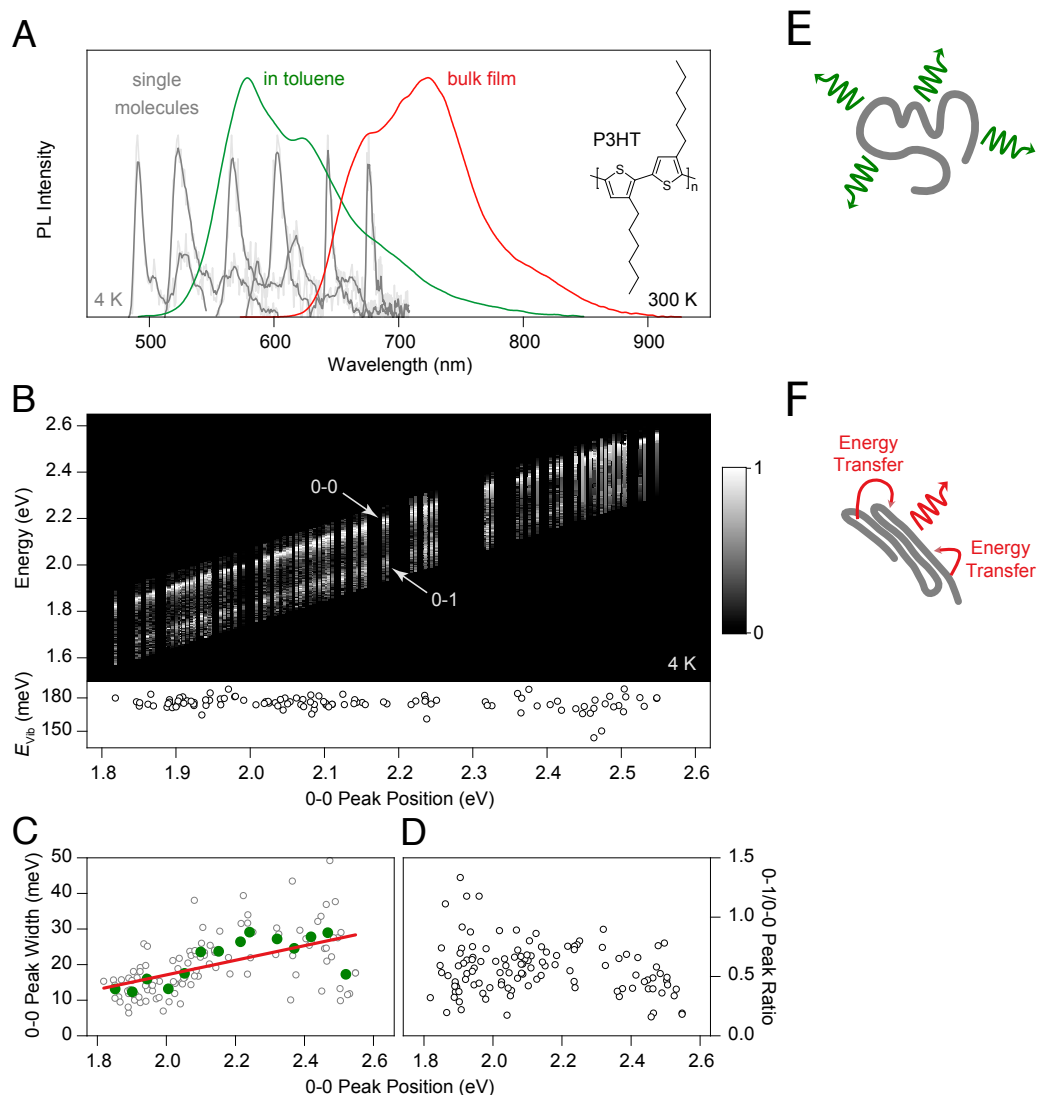 A
single
molecules
in toluene
bulk film
P3HT
S
S
n
PL Intensity
4 K
300 K
500
600
700
800
900
Wavelength (nm)
E
B
2.6
2.4
2.2
2.0
1.8
1.6
Energy (eV)
0-0
0-1
4 K
1
0
180
150
EVib (meV)
1.8
1.9
2.0
2.1
2.2
2.3
2.4
2.5
2.6
0-0 Peak Position (eV)
F
Energy
Transfer
Energy
Transfer
C
50
40
30
20
10
0
0-0 Peak Width (meV)
1.8
2.0
2.2
2.4
2.6
0-0 Peak Position (eV)
D
1.5
1.0
0.5
0.0
0-1/0-0 Peak Ratio
1.8
2.0
2.2
2.4
2.6
0-0 Peak Position (eV)